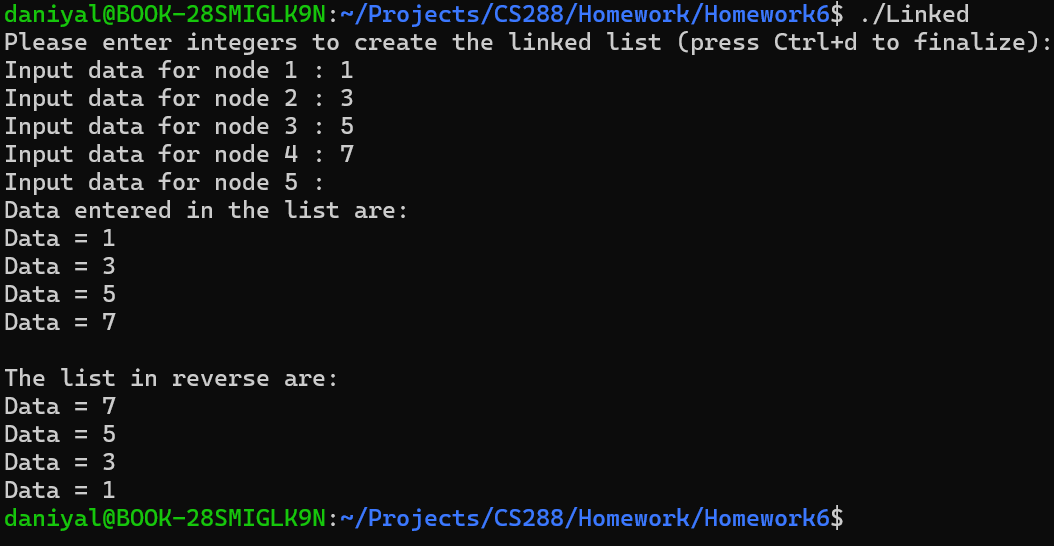 daniyal@BOOK-28SMIGLK9N:~/Projects/CS288/Homework/Homework6$ ./Linked
Please enter integers to create the linked list (press Ctrl+d to finalize):
Input data for node 1 : 1
Input data for node 2 : 3
Input data for node 3 : 5
Input data for node 4 : 7
Input data for node 5 :
Data entered in the list are:
Data = 1
Data = 3
Data = 5
Data = 7
The list in reverse are:
Data = 7
Data = 5
Data = 3
Data = 1
daniyal@BOOK-28SMIGLK9N:~/Projects/CS288/Homework/Homework6$